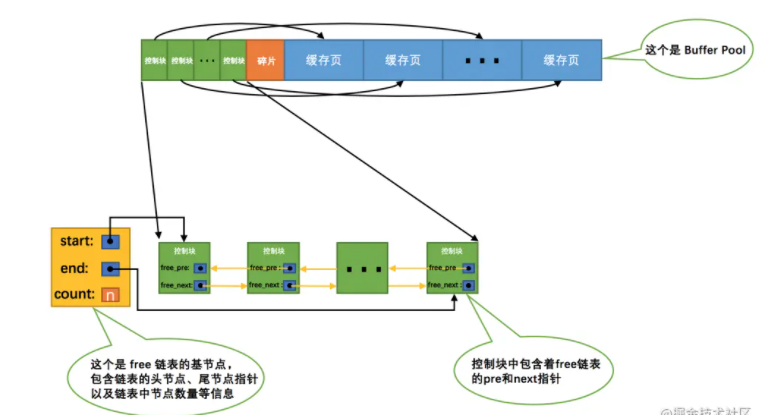 这个是 Buffer Pool
控制块 控制块 ··· 控制块 碎片 缓存页 缓存页 ··· 缓存页
start:
end:
count: n
控制块
free_pre:
free_next:
控制块
free_pre:
free_next:
···
控制块
free_pre
free_next:
这个是 free 链表的基节点，
包含链表的头节点、尾节点指针
以及链表中节点数量等信息
控制块中包含着free链表
的pre和next指针
@掘金技术社区